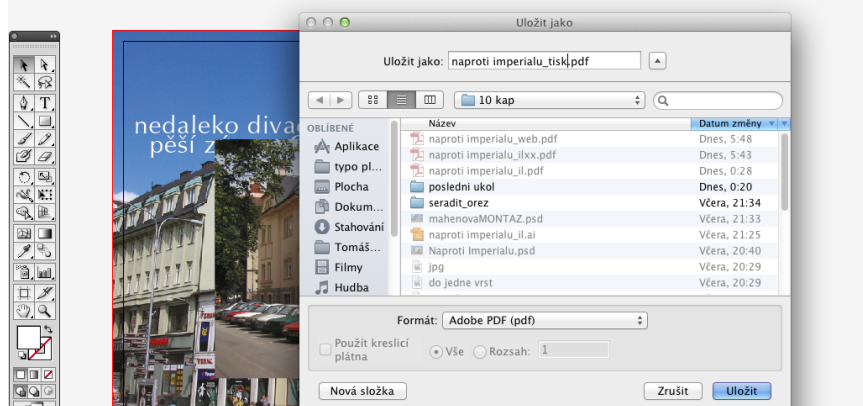 Uložit jako
Uložit jako: naproti imperialu_tisk.pdf
10 kap
nedaleko diva
pěší z
OBLÍBENÉ
Aplikace
typo pl...
Plocha
Dokum...
Stahování
Tomáš...
Filmy
Hudba
Název Datum změny
naproti imperialu_web.pdf Dnes, 5:48
naproti imperialu_ilxx.pdf Dnes, 5:43
naproti imperialu_il.pdf Dnes, 0:28
posledni ukol Dnes, 0:20
seradit_orez Včera, 21:34
mahenovaMONTAZ.psd Včera, 21:33
naproti imperialu_il.ai Včera, 21:25
Naproti Imperialu.psd Včera, 20:40
jpg Včera, 20:29
do jedne vrst Včera, 20:29
Formát: Adobe PDF (pdf)
Použít kreslicí plátna
Vše Rozsah: 1
Nová složka Zrušit Uložit